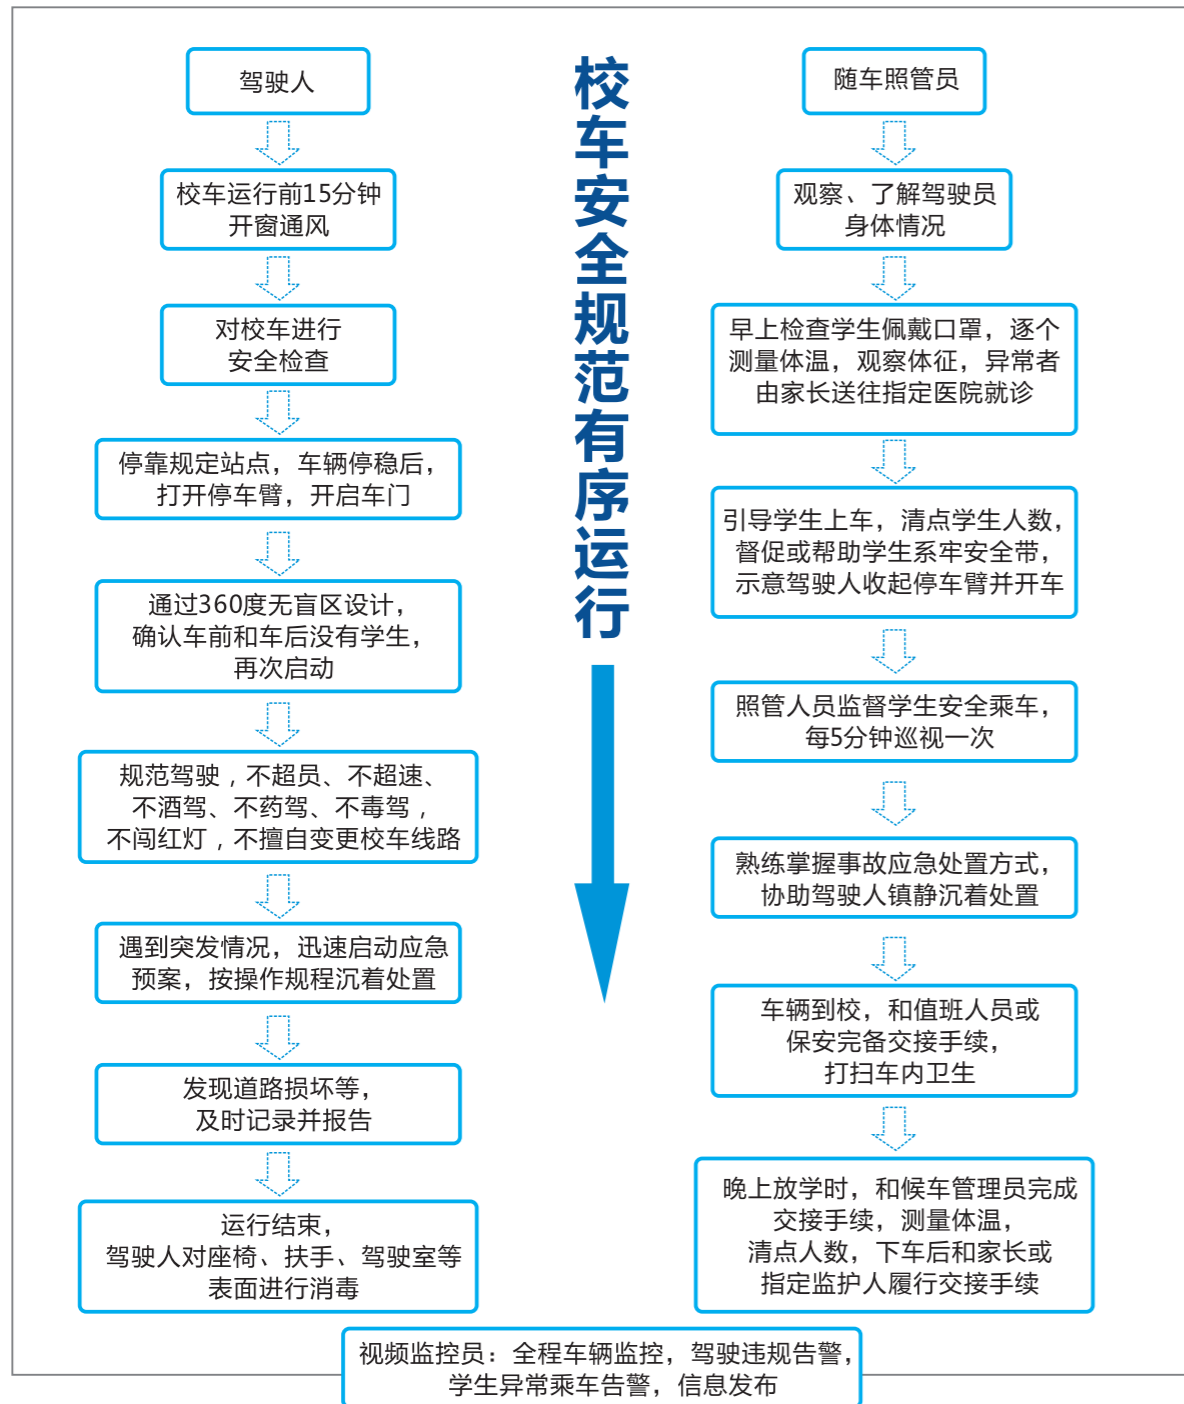 校车安全规范有序运行
驾驶人
校车运行前15分钟
开窗通风
对校车进行
安全检查
停靠规定站点，车辆停稳后，
打开停车臂，开启车门
通过360度无盲区设计，
确认车前和车后没有学生，
再次启动
规范驾驶，不超员、不超速、
不酒驾、不药驾、不毒驾，
不闯红灯，不擅自变更校车线路
遇到突发情况，迅速启动应急
预案，按操作规程沉着处置
发现道路损坏等，
及时记录并报告
运行结束，
驾驶人对座椅、扶手、驾驶室等
表面进行消毒
随车照管员
观察、了解驾驶员
身体情况
早上检查学生佩戴口罩，逐个
测量体温，观察体征，异常者
由家长送往指定医院就诊
引导学生上车，清点学生人数，
督促或帮助学生系牢安全带，
示意驾驶人收起停车臂并开车
照管人员监督学生安全乘车，
每5分钟巡视一次
熟练掌握事故应急处置方式，
协助驾驶人镇静沉着处置
车辆到校，和值班人员或
保安完备交接手续，
打扫车内卫生
晚上放学时，和候车管理员完成
交接手续，测量体温，
清点人数，下车后和家长或
指定监护人履行交接手续
视频监控员：全程车辆监控，驾驶违规告警，
学生异常乘车告警，信息发布